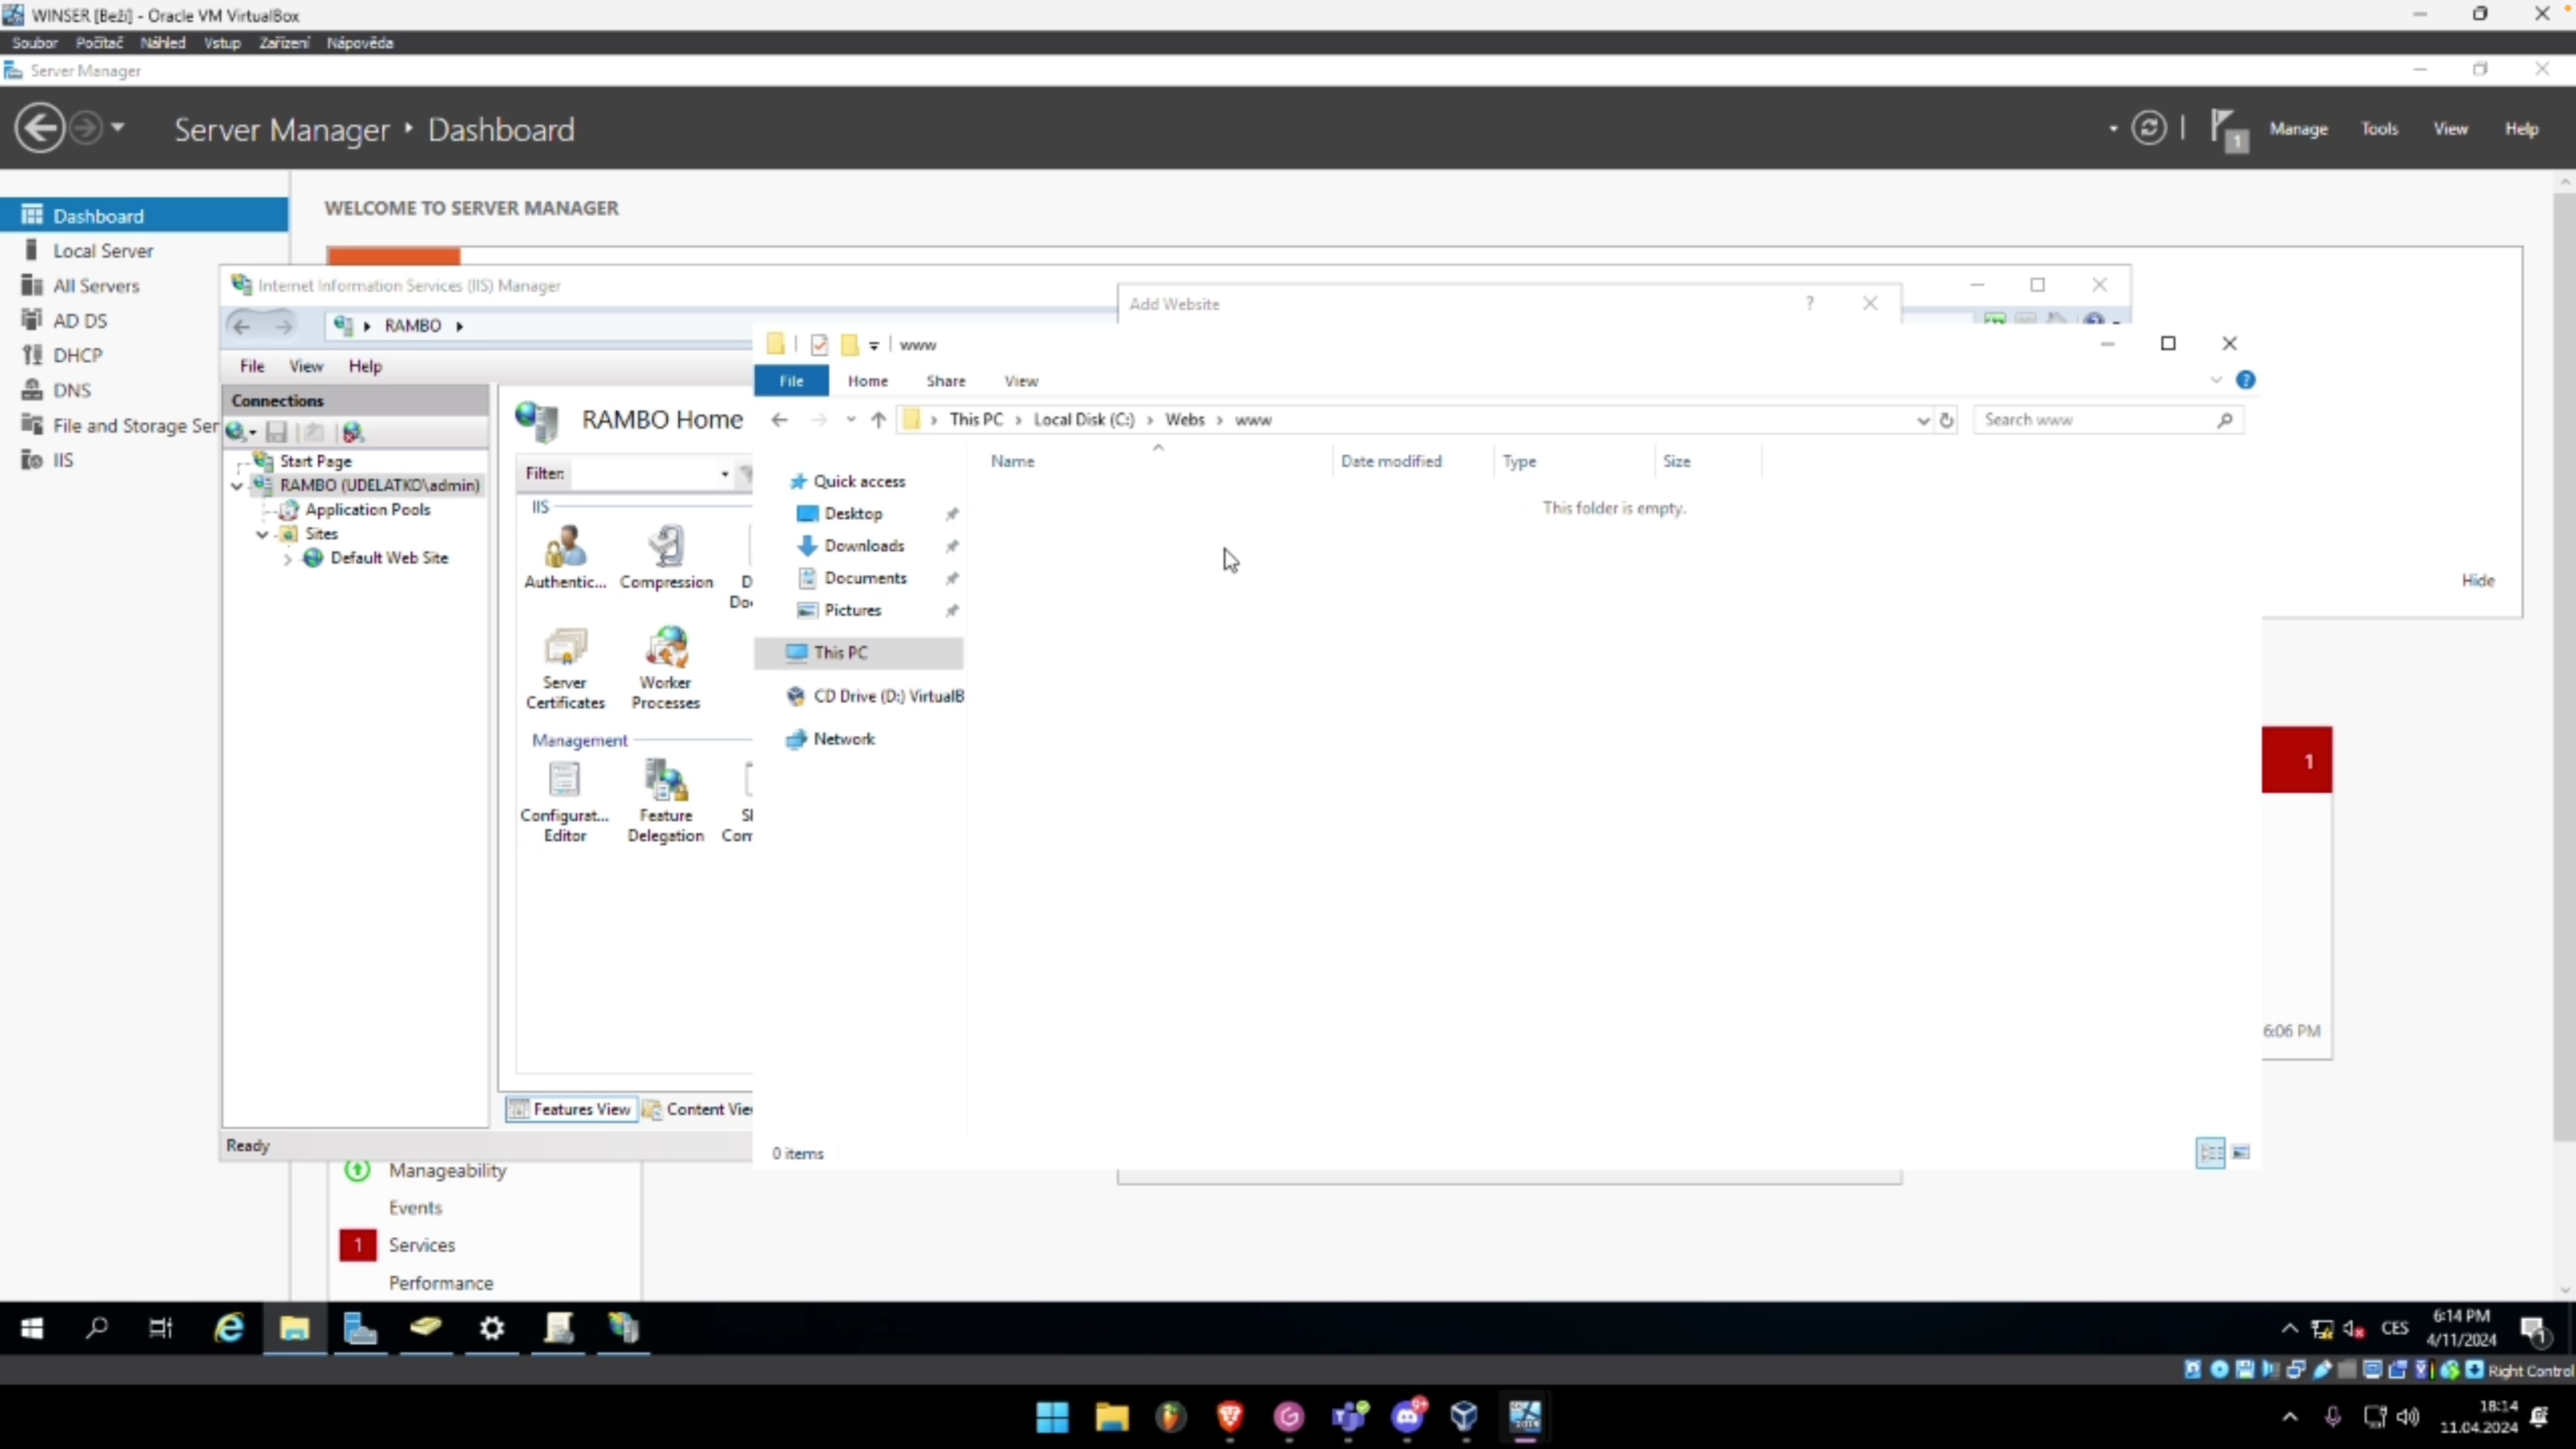 WINSER [Beží] - Oracle VM VirtualBox
Soubor Počítač Náhled Vstup Zařízení Nápověda
Server Manager
Server Manager Dashboard
1 Manage Tools View Help
Dashboard
Local Server
All Servers
AD DS
DHCP
DNS
File and Storage Ser
IIS
WELCOME TO SERVER MANAGER
Internet Information Services (IIS) Manager
RAMBO
File View Help
Connections
Start Page
RAMBO (UDELATKO\admin)
Application Pools
Sites
Default Web Site
RAMBO Home
Filter:
IIS
Authentic... Compression D
Do
Server Certificates
Worker Processes
Management
Configurat... Editor
Feature Delegation
Com
Features View Content Vie
Ready
Add Website
?
www
File Home Share View
This PC Local Disk (C:) Webs www
Search www
Name Date modified Type Size
This folder is empty.
Quick access
Desktop
Downloads
Documents
Pictures
This PC
CD Drive (D:) VirtualB
Network
0 items
Hide
1
6:06 PM
Manageability
Events
1 Services
Performance
CES
6:14 PM
4/11/2024
1
Right Control
9+
18:14
11.04.2024